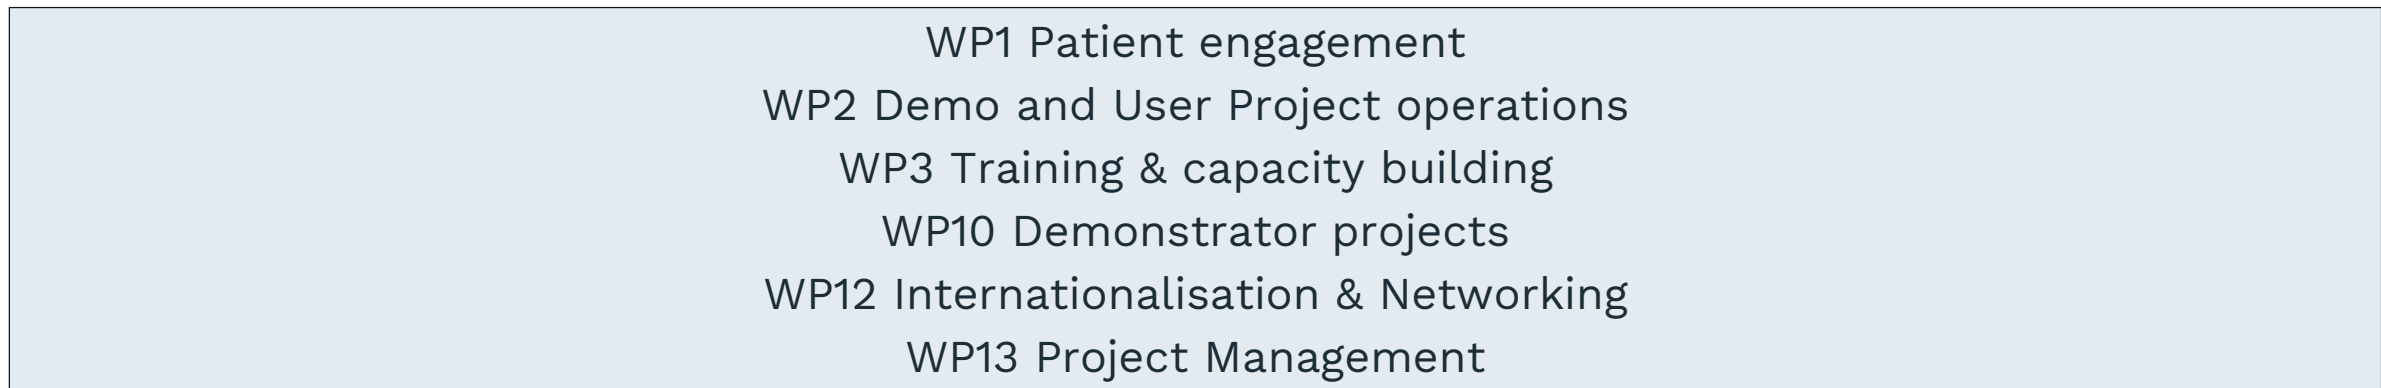 WP1 Patient engagement
WP2 Demo and User Project operations
WP3 Training & capacity building
WP10 Demonstrator projects
WP12 Internationalisation & Networking
WP13 Project Management